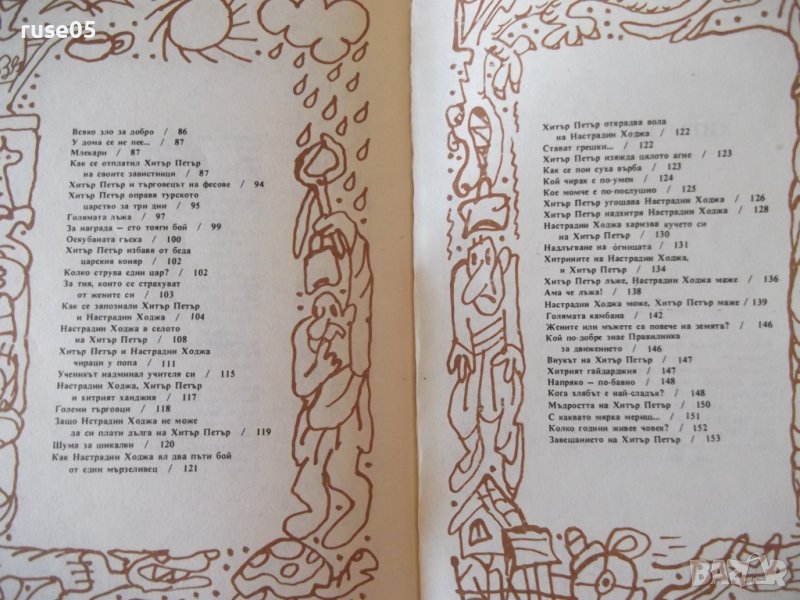 ruse05
Всяко зло за добро / 86
У дома се не пее... / 87
Млекари / 87
Как се отплатил Хитър Петър
на своите завистници / 87
Хитър Петър и търговецът на фесове / 94
Хитър Петър оправя турското
царство за три дни / 95
Голямата лъжа / 97
За награда — сто тояги бой / 99
Оскубаната гъска / 100
Хитър Петър избавя от беда
царския коняр / 102
Колко струва един цар? / 102
За тия, които се страхуват
от жените си / 103
Как се запознали Хитър Петър
и Настрадин Ходжа / 104
Настрадин Ходжа в селото
на Хитър Петър / 108
Хитър Петър и Настрадин Ходжа
чираци у попа / 111
Ученикът надминал учителя си / 115
Настрадин Ходжа, Хитър Петър
и хитрият ханджия / 117
Големи търговци / 118
Защо Нстрадин Ходжа не може
да си плати дълга на Хитър Петър / 119
Шума за шикалки / 120
Как Настрадин Ходжа ял два пъти бой
от един мързеливец / 121
Хитър Петър открадва вола
на Настрадин Ходжа / 122
Стават грешки... / 122
Хитър Петър изяжда цялото агне / 123
Как се пои суха върба / 123
Кой чирак е по-умен / 124
Кое момче е по-послушно / 125
Хитър Петър угощава Настрадин Ходжа / 126
Хитър Петър надхитря Настрадин Ходжа / 128
Настрадин Ходжа харизва кучето си
на Хитър Петър / 130
Надлъгване на огницата / 131
Хитрините на Настрадин Ходжа,
и Хитър Петър / 134
Хитър Петър лъже, Настрадин Ходжа маже / 136
Ама че лъжа! / 138
Настрадин Ходжа може, Хитър Петър маже / 139
Голямата камбана / 142
Жените или мъжете са повече на земята? / 146
Кой по-добре знае Правилника
за движението / 146
Внукът на Хитър Петър / 147
Хитрият гайдарджия / 147
Напряко — по-бавно / 148
Кога хлябът е най-сладък? / 148
Мъдростта на Хитър Петър / 150
С каквато мярка мериш... / 151
Колко години живее човек? / 152
Завещанието на Хитър Петър / 153
BAZAR